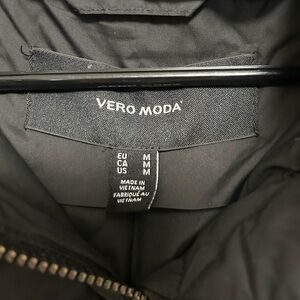 VERO MODA
EU M
CA M
US M
MADE IN
VIETNAM
FABRIQUÉ AU
VIETNAM